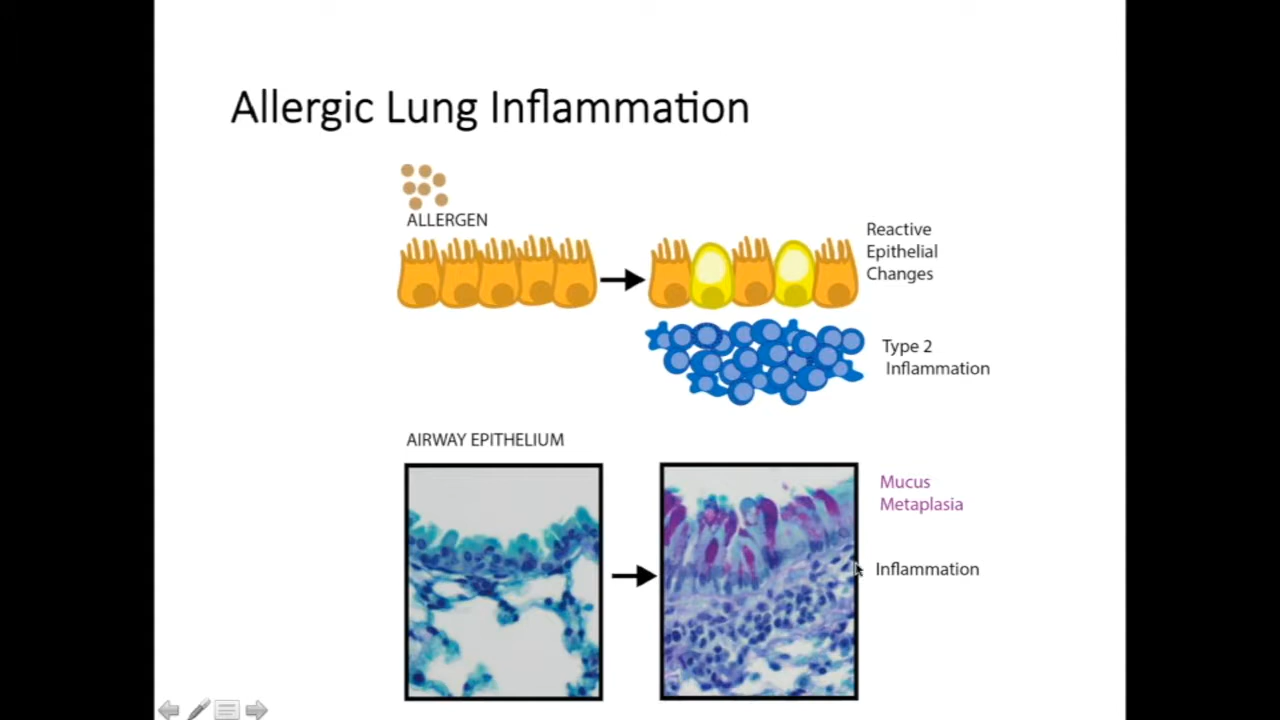 Allergic Lung Inflammation
ALLERGEN
Reactive
Epithelial
Changes
Type 2
Inflammation
AIRWAY EPITHELIUM
Mucus
Metaplasia
Inflammation